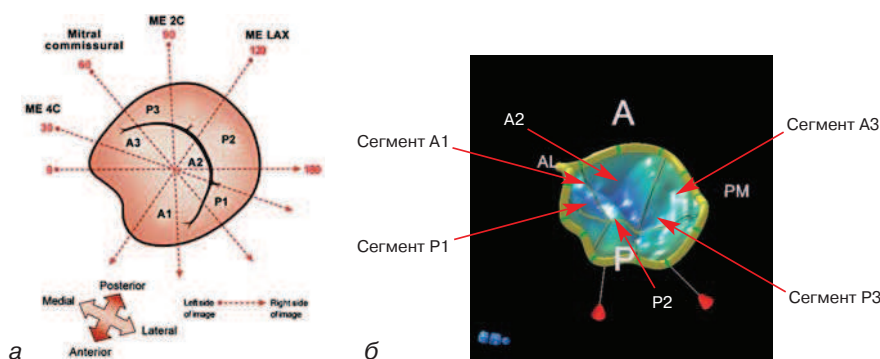 Mitral
commissural
ME 2C
ME LAX
ME 4C
0
30
60
90
120
180
P3
A3
P2
A2
P1
A1
Posterior
Medial
Lateral
Anterior
Left side
of image
Right side
of image
а
A
A2
Сегмент A1
Сегмент A3
AL
PM
Сегмент P1
P
P2
Сегмент P3
б